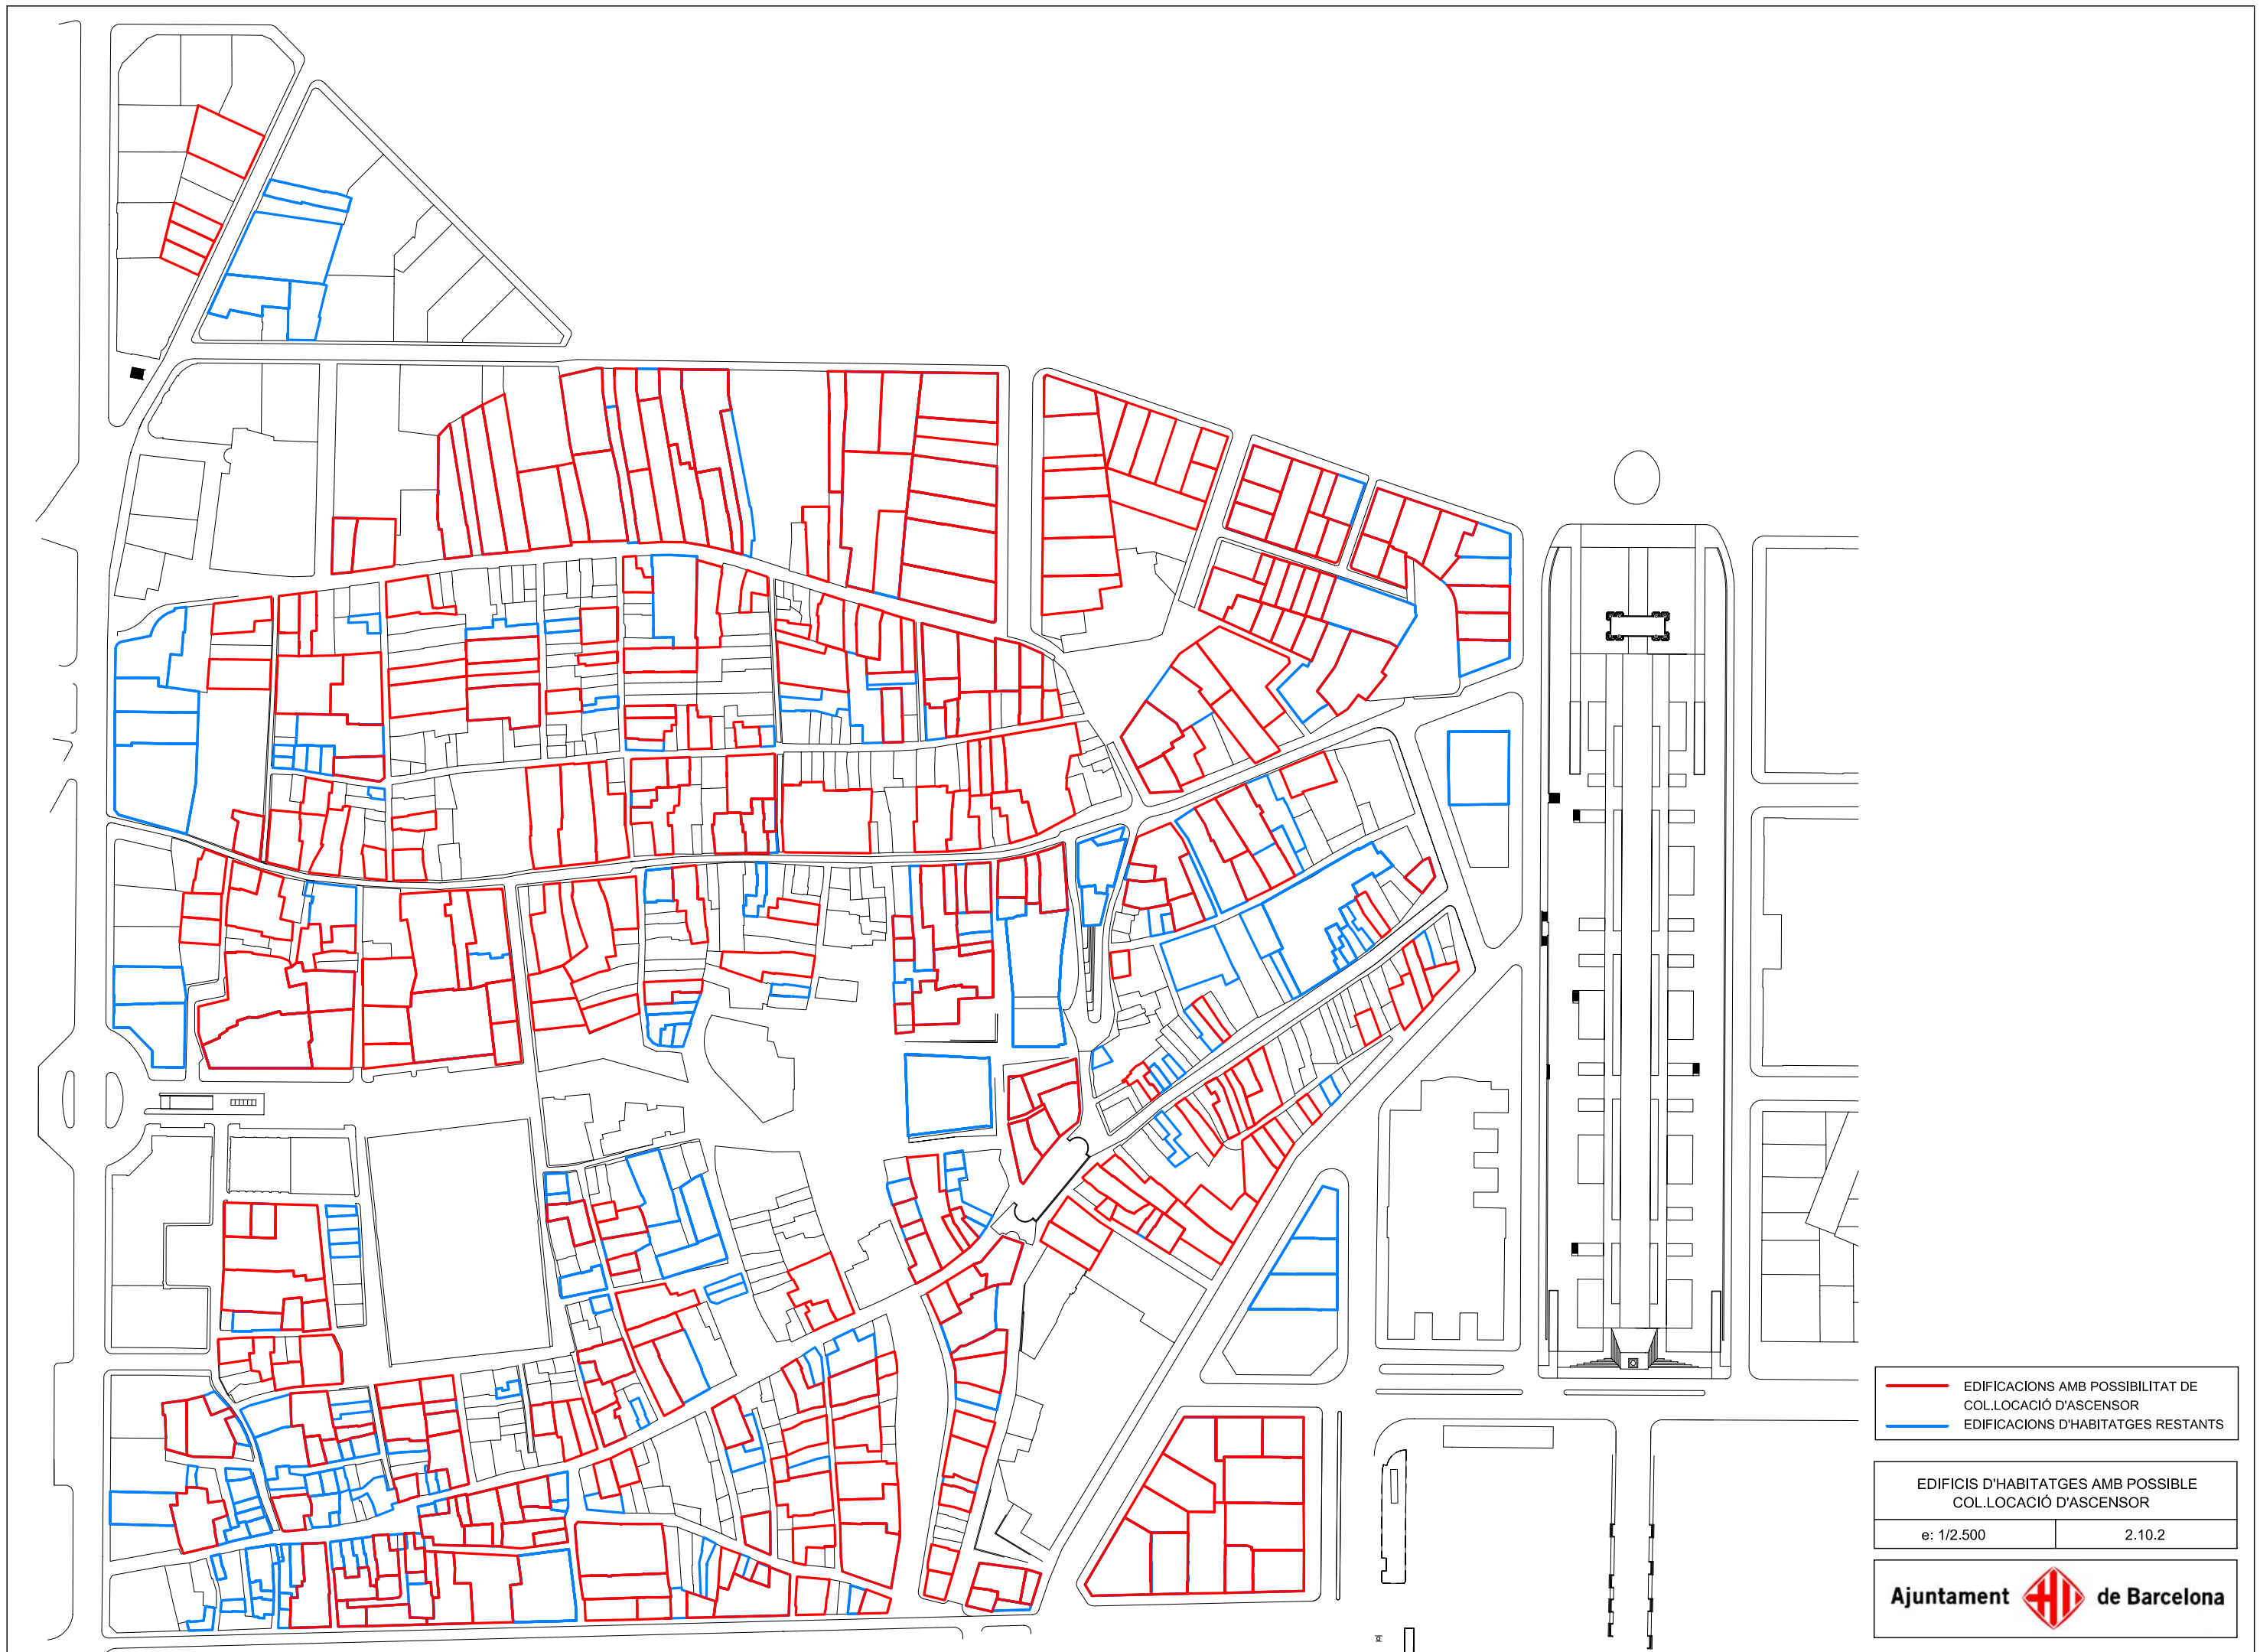 EDIFICACIONS AMB POSSIBILITAT DE
COL.LOCACIÓ D'ASCENSOR
EDIFICACIONS D'HABITATGES RESTANTS
EDIFICIS D'HABITATGES AMB POSSIBLE
COL.LOCACIÓ D'ASCENSOR
e: 1/2.500 2.10.2
Ajuntament de Barcelona